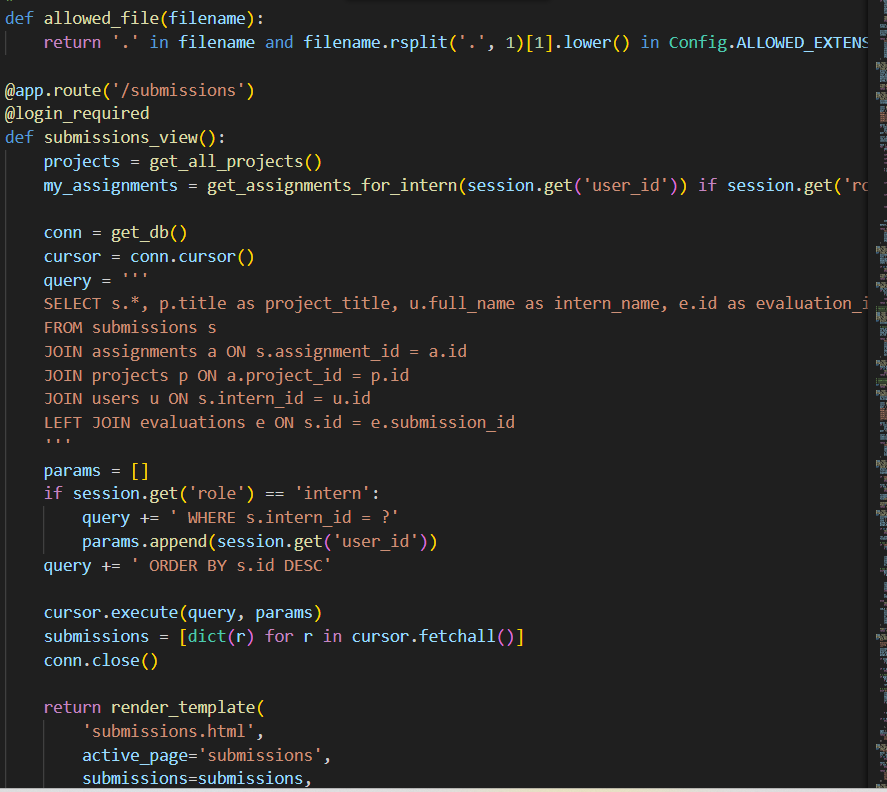 def allowed_file(filename):
    return '.' in filename and filename.rsplit('.', 1)[1].lower() in Config.ALLOWED_EXTENS

@app.route('/submissions')
@login_required
def submissions_view():
    projects = get_all_projects()
    my_assignments = get_assignments_for_intern(session.get('user_id')) if session.get('ro

    conn = get_db()
    cursor = conn.cursor()
    query = '''
    SELECT s.*, p.title as project_title, u.full_name as intern_name, e.id as evaluation_i
    FROM submissions s
    JOIN assignments a ON s.assignment_id = a.id
    JOIN projects p ON a.project_id = p.id
    JOIN users u ON s.intern_id = u.id
    LEFT JOIN evaluations e ON s.id = e.submission_id
    '''
    params = []
    if session.get('role') == 'intern':
        query += ' WHERE s.intern_id = ?'
        params.append(session.get('user_id'))
    query += ' ORDER BY s.id DESC'

    cursor.execute(query, params)
    submissions = [dict(r) for r in cursor.fetchall()]
    conn.close()

    return render_template(
        'submissions.html',
        active_page='submissions',
        submissions=submissions,